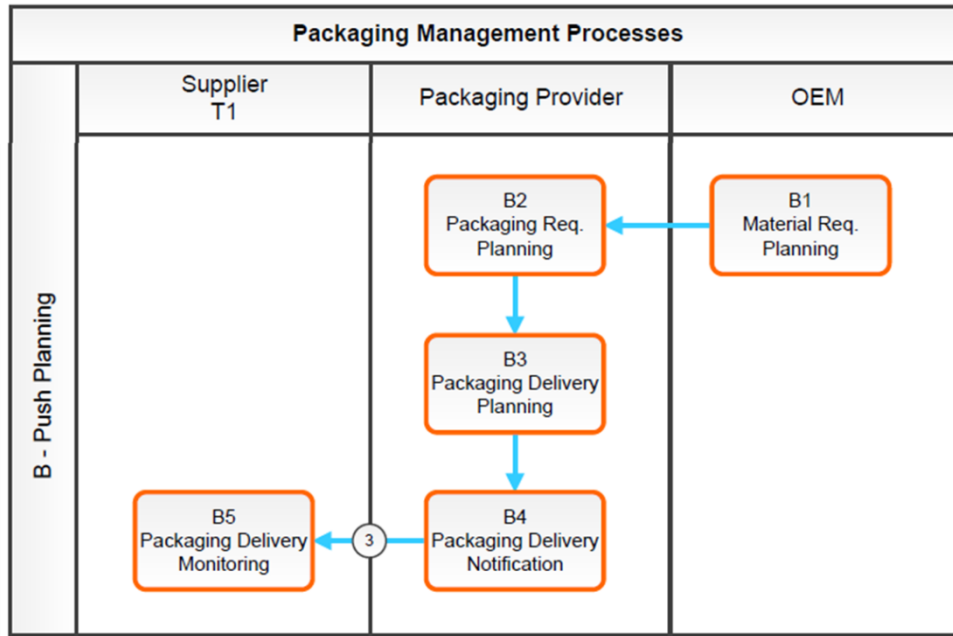 Packaging Management Processes
Supplier
T1
Packaging Provider
OEM
B - Push Planning
B2
Packaging Req.
Planning
B1
Material Req.
Planning
B3
Packaging Delivery
Planning
B5
Packaging Delivery
Monitoring
3
B4
Packaging Delivery
Notification